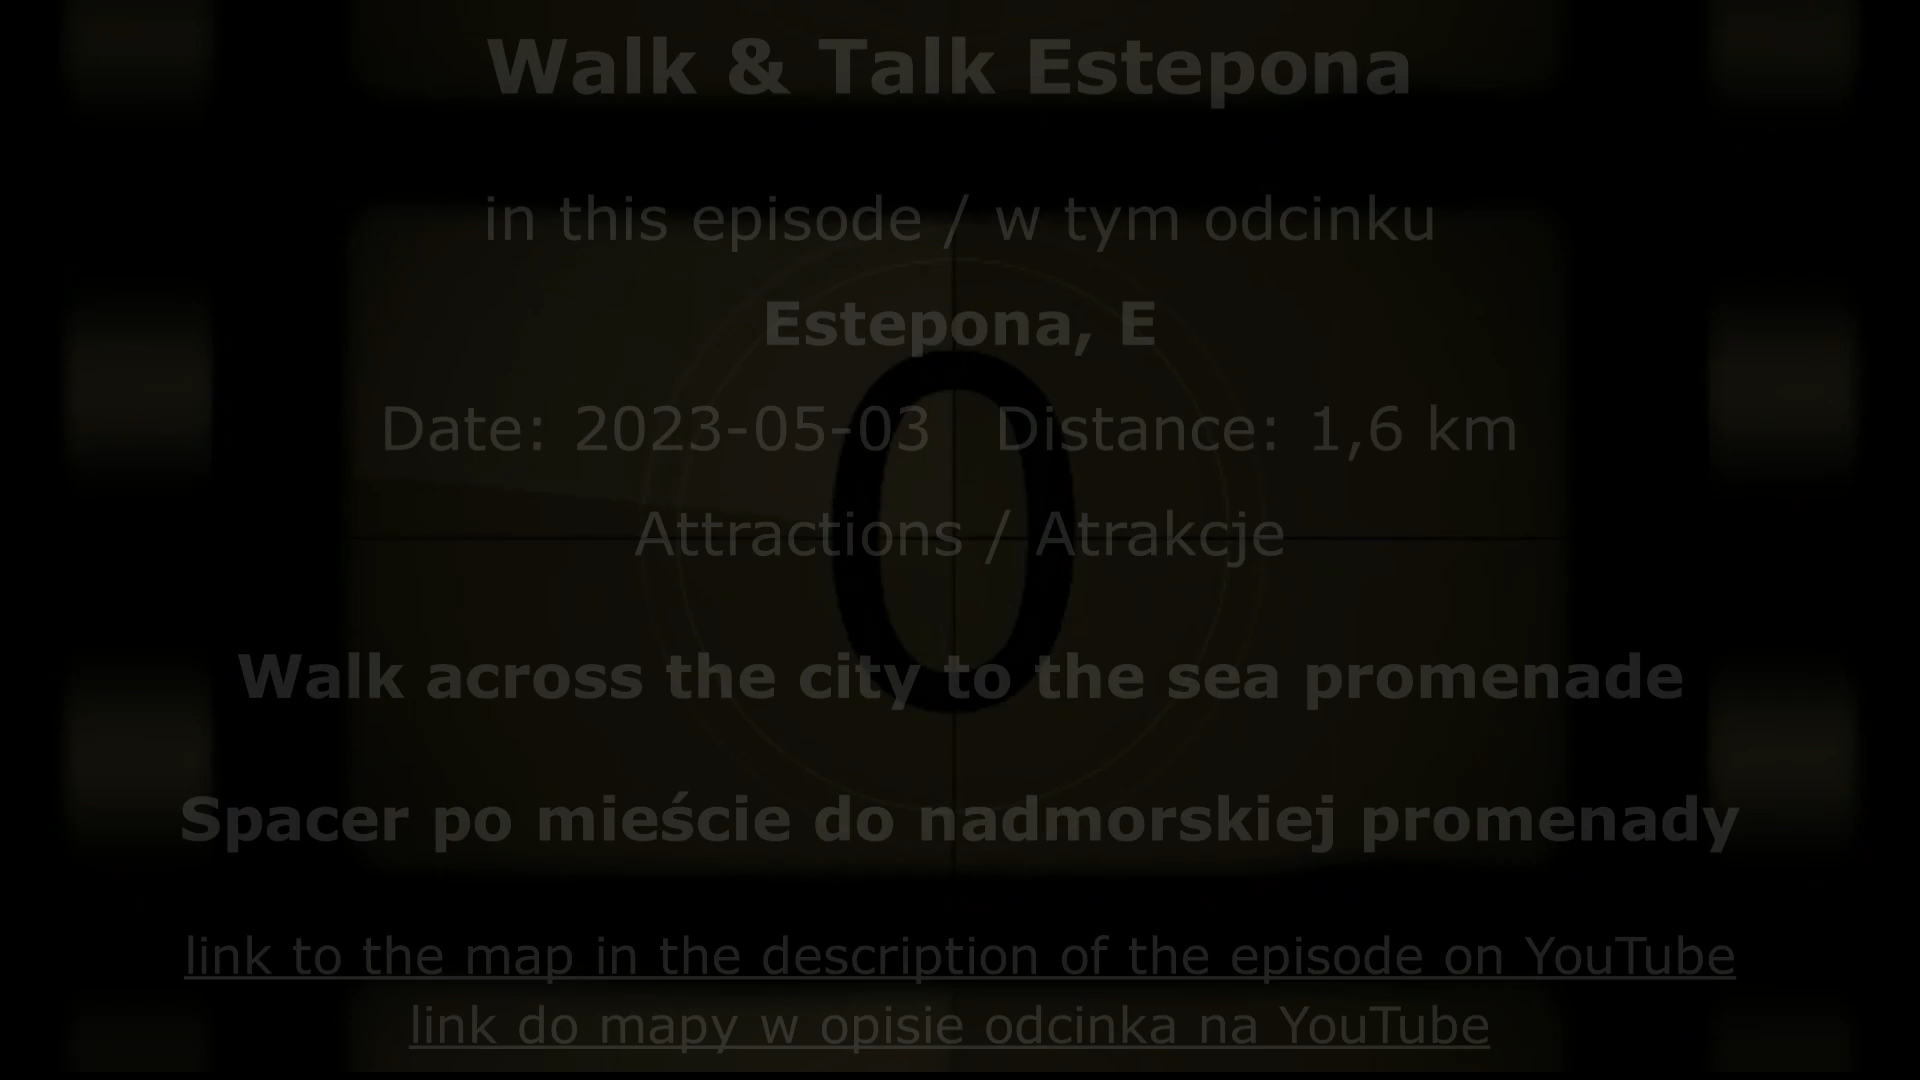 Walk & Talk Estepona
in this episode / w tym odcinku
Estepona, E
Date: 2023-05-03 Distance: 1,6 km
Attractions / Atrakcje
0
Walk across the city to the sea promenade
Spacer po mieście do nadmorskiej promenady
link to the map in the description of the episode on YouTube
link do mapy w opisie odcinka na YouTube